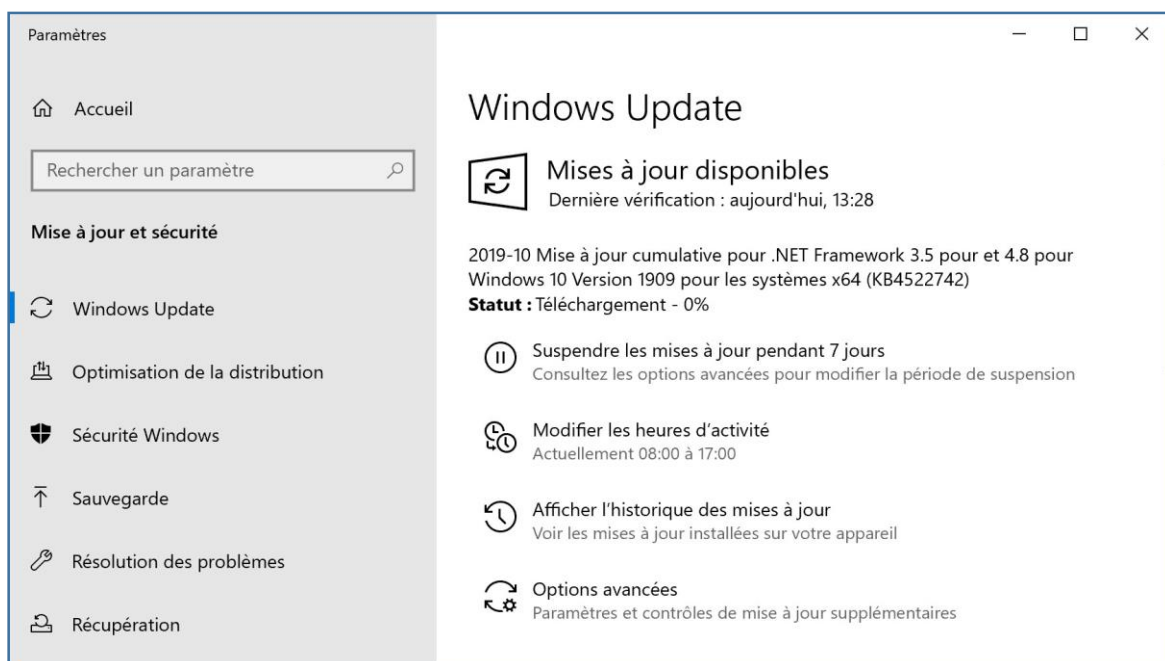 Paramètres
Accueil
Rechercher un paramètre
Mise à jour et sécurité
Windows Update
Optimisation de la distribution
Sécurité Windows
Sauvegarde
Résolution des problèmes
Récupération
Windows Update
Mises à jour disponibles
Dernière vérification : aujourd'hui, 13:28
2019-10 Mise à jour cumulative pour .NET Framework 3.5 pour et 4.8 pour
Windows 10 Version 1909 pour les systèmes x64 (KB4522742)
Statut : Téléchargement - 0%
Suspendre les mises à jour pendant 7 jours
Consultez les options avancées pour modifier la période de suspension
Modifier les heures d’activité
Actuellement 08:00 à 17:00
Afficher l’historique des mises à jour
Voir les mises à jour installées sur votre appareil
Options avancées
Paramètres et contrôles de mise à jour supplémentaires